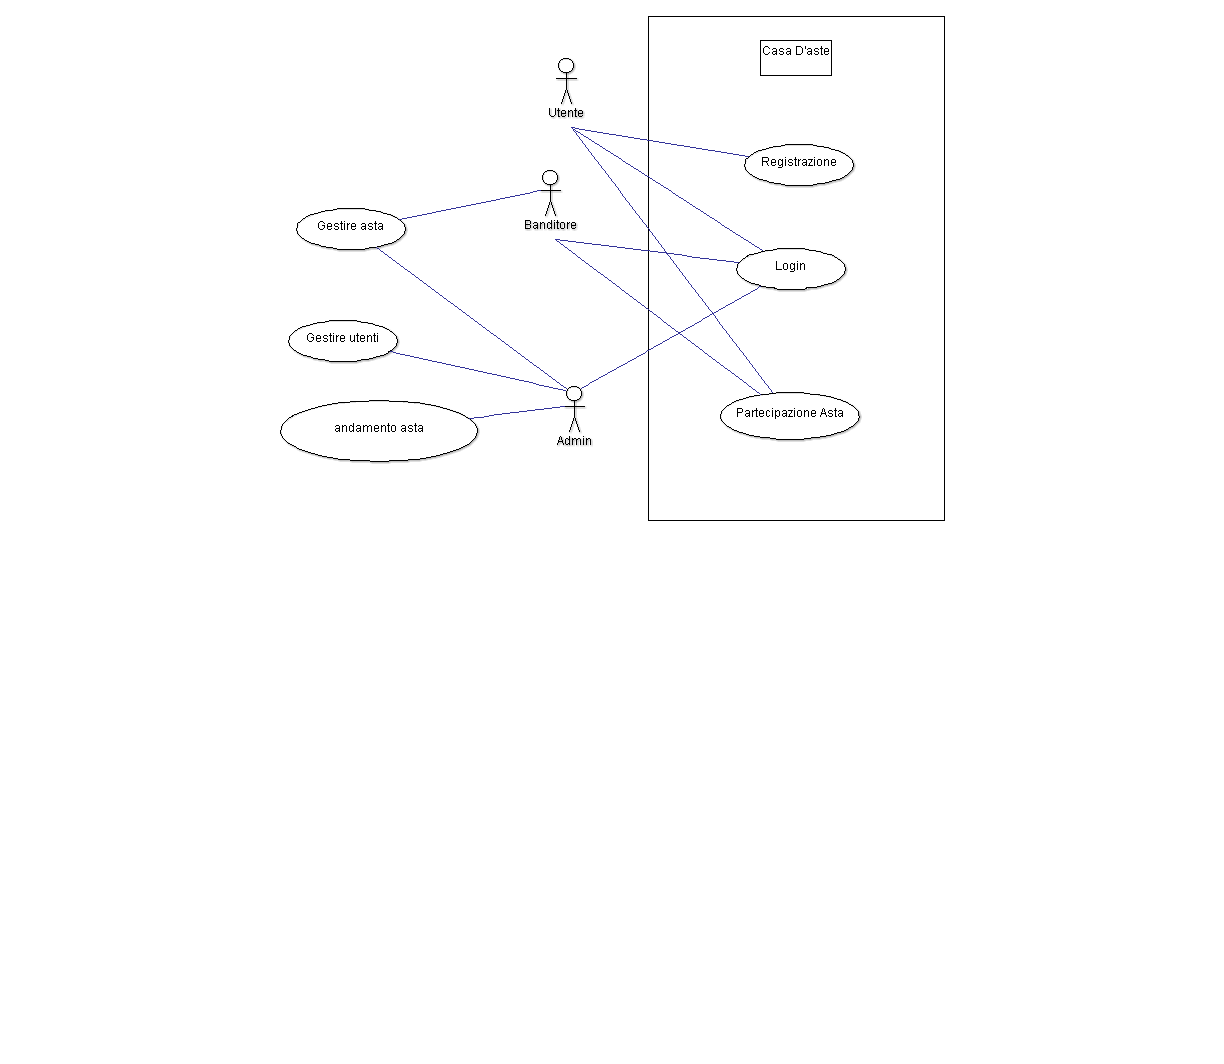 Casa D'aste
Utente
Registrazione
Banditore
Gestire asta
Login
Gestire utenti
Partecipazione Asta
andamento asta
Admin